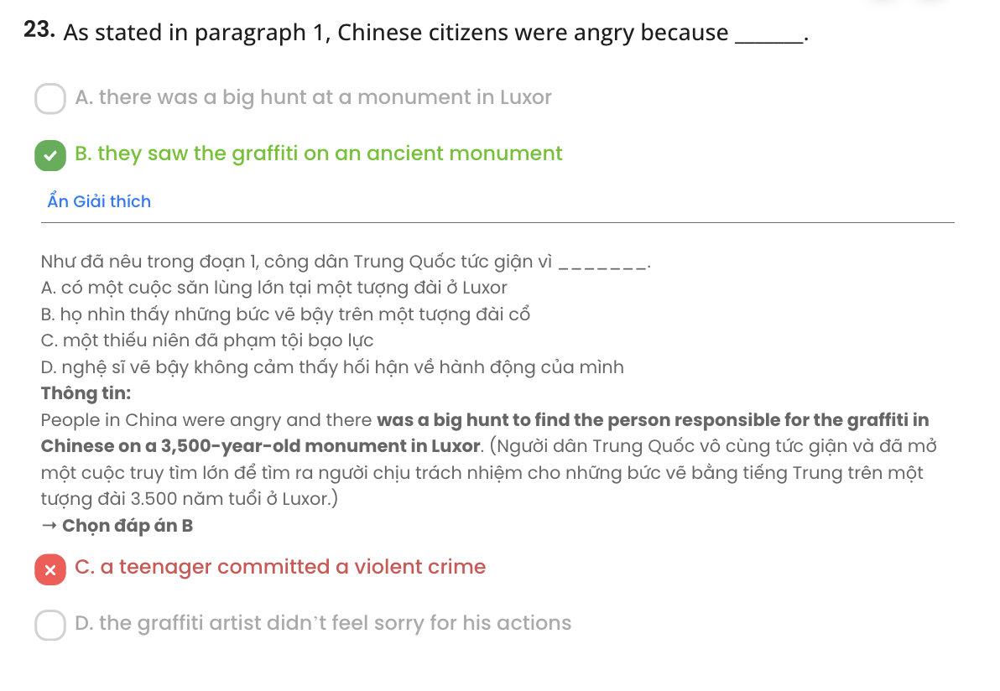 23. As stated in paragraph 1, Chinese citizens were angry because _______.
A. there was a big hunt at a monument in Luxor
B. they saw the graffiti on an ancient monument
Ẩn Giải thích
Như đã nêu trong đoạn 1, công dân Trung Quốc tức giận vì _______.
A. có một cuộc săn lùng lớn tại một tượng đài ở Luxor
B. họ nhìn thấy những bức vẽ bậy trên một tượng đài cổ
C. một thiếu niên đã phạm tội bạo lực
D. nghệ sĩ vẽ bậy không cảm thấy hối hận về hành động của mình
Thông tin:
People in China were angry and there was a big hunt to find the person responsible for the graffiti in
Chinese on a 3,500-year-old monument in Luxor. (Người dân Trung Quốc vô cùng tức giận và đã mở
một cuộc truy tìm lớn để tìm ra người chịu trách nhiệm cho những bức vẽ bằng tiếng Trung trên một
tượng đài 3.500 năm tuổi ở Luxor.)
→ Chọn đáp án B
C. a teenager committed a violent crime
D. the graffiti artist didn't feel sorry for his actions